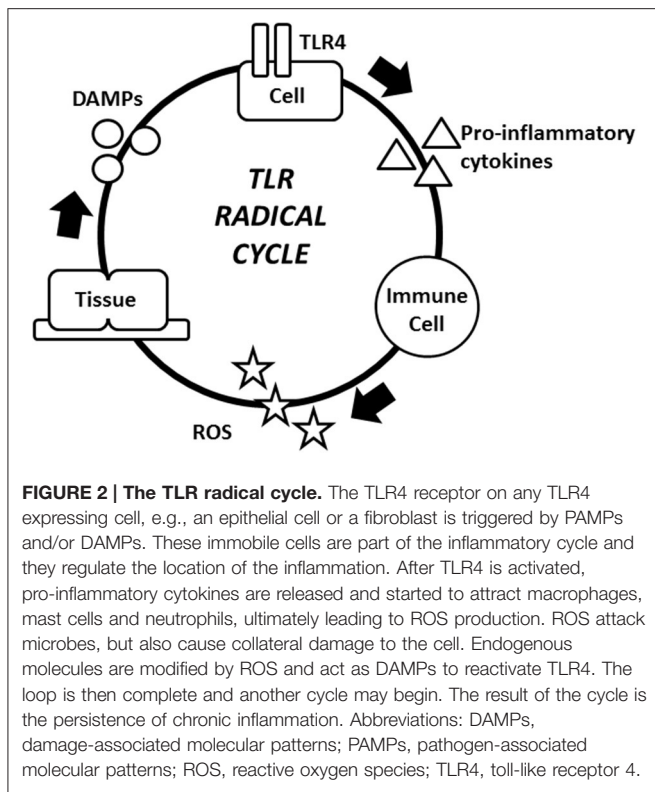 TLR4
Cell
DAMPs
Pro-inflammatory
cytokines
TLR
RADICAL
CYCLE
Tissue
Immune
Cell
ROS
FIGURE 2 | The TLR radical cycle. The TLR4 receptor on any TLR4
expressing cell, e.g., an epithelial cell or a fibroblast is triggered by PAMPs
and/or DAMPs. These immobile cells are part of the inflammatory cycle and
they regulate the location of the inflammation. After TLR4 is activated,
pro-inflammatory cytokines are released and started to attract macrophages,
mast cells and neutrophils, ultimately leading to ROS production. ROS attack
microbes, but also cause collateral damage to the cell. Endogenous
molecules are modified by ROS and act as DAMPs to reactivate TLR4. The
loop is then complete and another cycle may begin. The result of the cycle is
the persistence of chronic inflammation. Abbreviations: DAMPs,
damage-associated molecular patterns; PAMPs, pathogen-associated
molecular patterns; ROS, reactive oxygen species; TLR4, toll-like receptor 4.